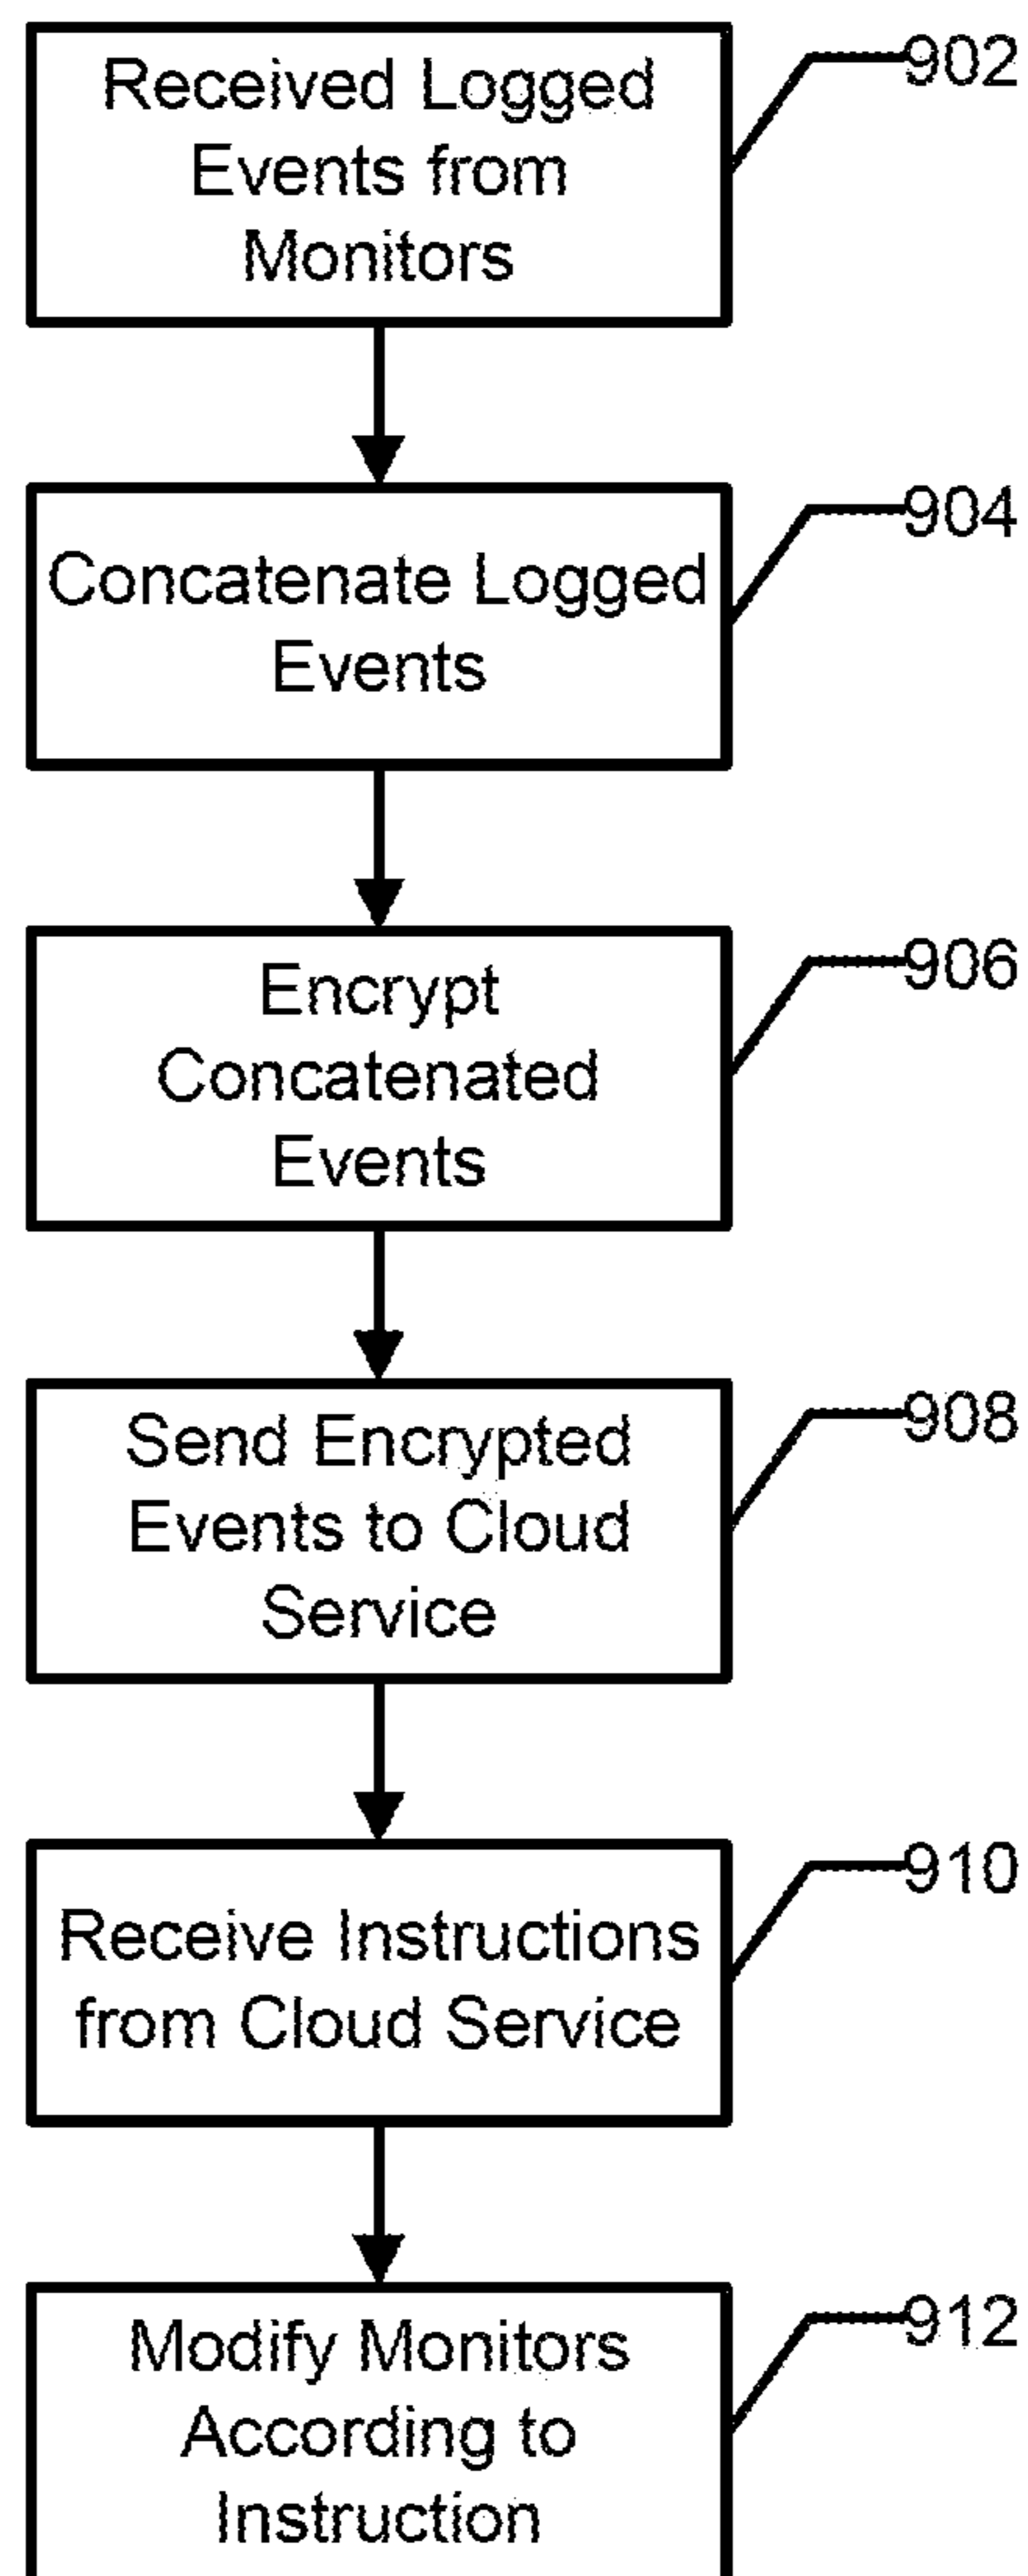 Received Logged
Events from
Monitors
902
Concatenate Logged
Events
904
Encrypt
Concatenated
Events
906
Send Encrypted
Events to Cloud
Service
908
Receive Instructions
from Cloud Service
910
Modify Monitors
According to
Instruction
912